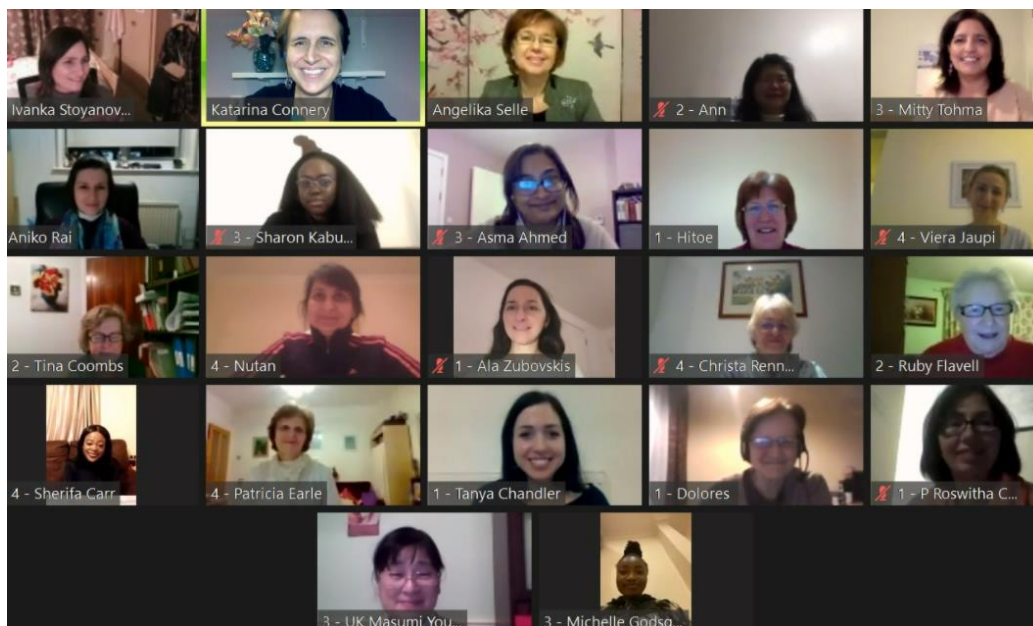 Ivanka Stoyanov...
Katarina Connery
Angelika Selle
2 - Ann
3 - Mitty Tohma
Aniko Rai
3 - Sharon Kabu...
3 - Asma Ahmed
1 - Hitoe
4 - Viera Jaupi
2 - Tina Coombs
4 - Nutan
1 - Ala Zubovskis
4 - Christa Renn...
2 - Ruby Flavell
4 - Sherifa Carr
4 - Patricia Earle
1 - Tanya Chandler
1 - Dolores
1 - P Roswitha C...
3 - UK Masumi You...
3 - Michelle Godsg...